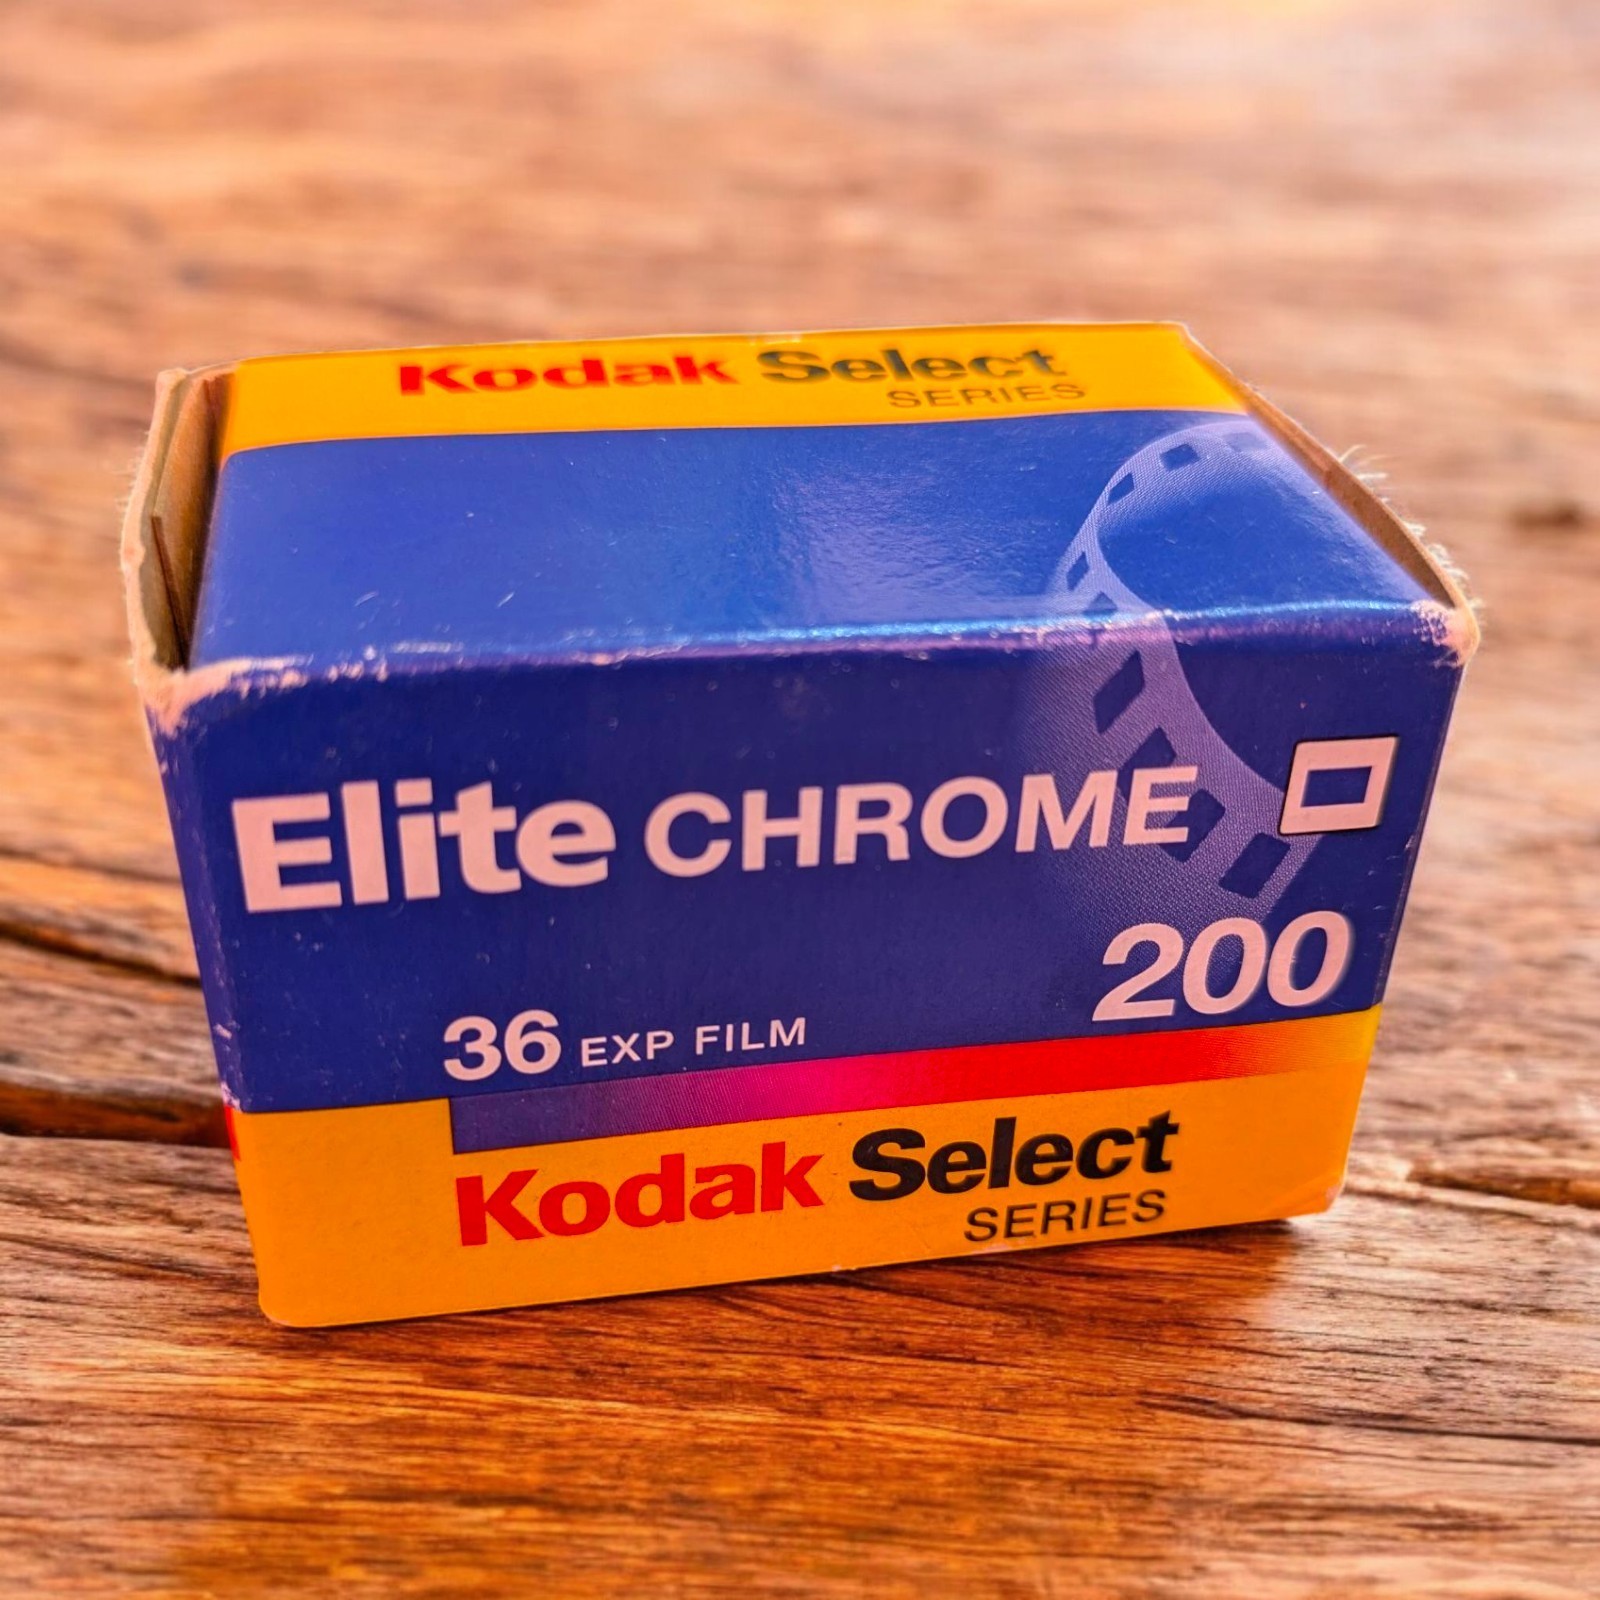 Kodak Select
SERIES
Elite CHROME
200
36 EXP FILM
Kodak Select
SERIES